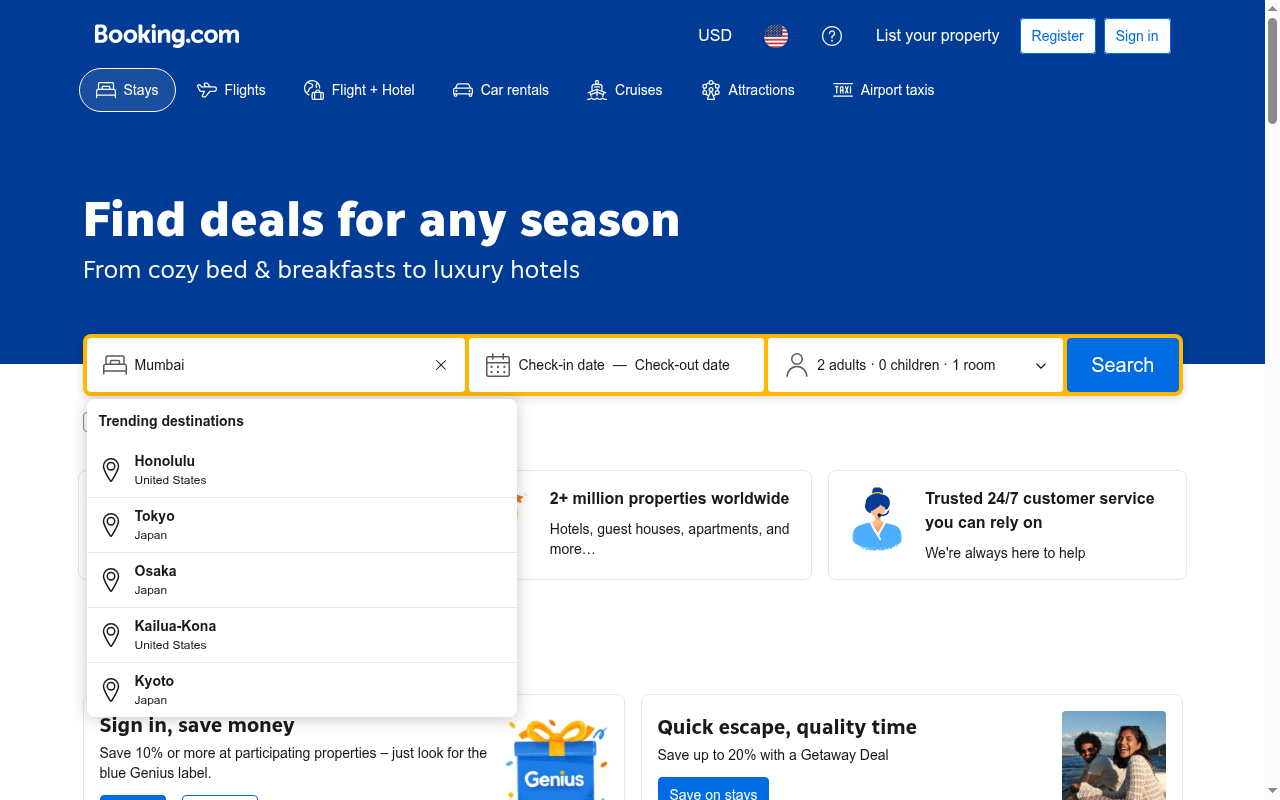 Booking.com
USD
List your property
Register
Sign in
Stays
Flights
Flight + Hotel
Car rentals
Cruises
Attractions
TAXI
Airport taxis
Find deals for any season
From cozy bed & breakfasts to luxury hotels
Mumbai
Check-in date — Check-out date
2 adults · 0 children · 1 room
Search
Trending destinations
Honolulu
United States
Tokyo
Japan
Osaka
Japan
Kailua-Kona
United States
Kyoto
Japan
2+ million properties worldwide
Hotels, guest houses, apartments, and
more…
Trusted 24/7 customer service
you can rely on
We're always here to help
Sign in, save money
Save 10% or more at participating properties – just look for the
blue Genius label.
Genius
Quick escape, quality time
Save up to 20% with a Getaway Deal
Save on stays